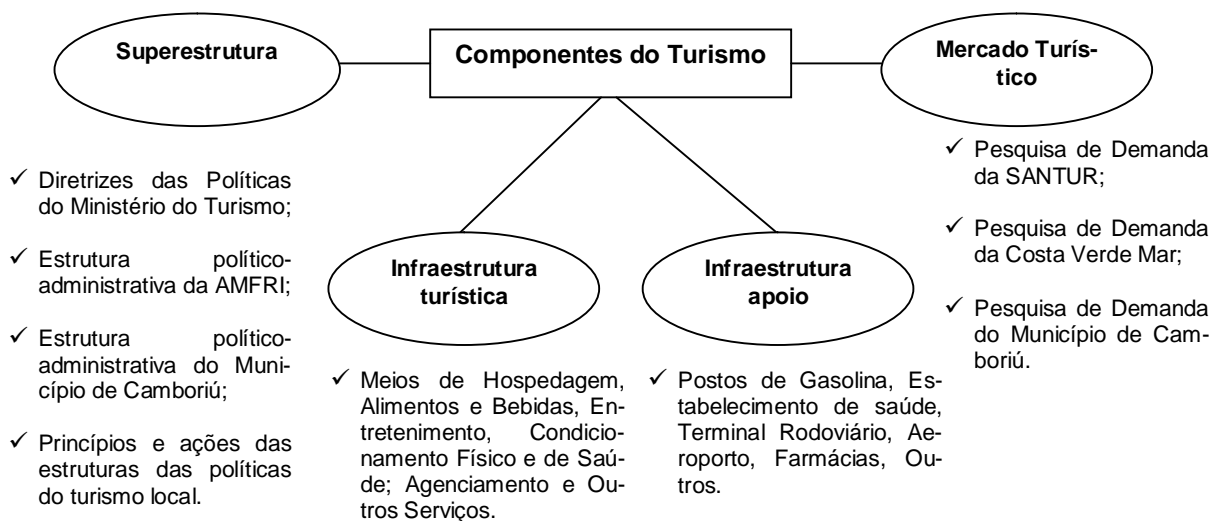 Superestrutura
Componentes do Turismo
Mercado Turís-
tico
✓ Diretrizes das Políticas
do Ministério do Turismo;
✓ Estrutura político-
administrativa da AMFRI;
✓ Estrutura político-
administrativa do Muni-
cípio de Camboriú;
✓ Princípios e ações das
estruturas das políticas
do turismo local.
Infraestrutura
turística
✓ Meios de Hospedagem,
Alimentos e Bebidas, En-
tretenimento, Condicio-
namento Físico e de Saú-
de; Agenciamento e Ou-
tros Serviços.
Infraestrutura
apoio
✓ Postos de Gasolina, Es-
tabelecimento de saúde,
Terminal Rodoviário, Ae-
roporto, Farmácias, Ou-
tros.
✓ Pesquisa de Demanda
da SANTUR;
✓ Pesquisa de Demanda
da Costa Verde Mar;
✓ Pesquisa de Demanda
do Município de Cam-
boriú.